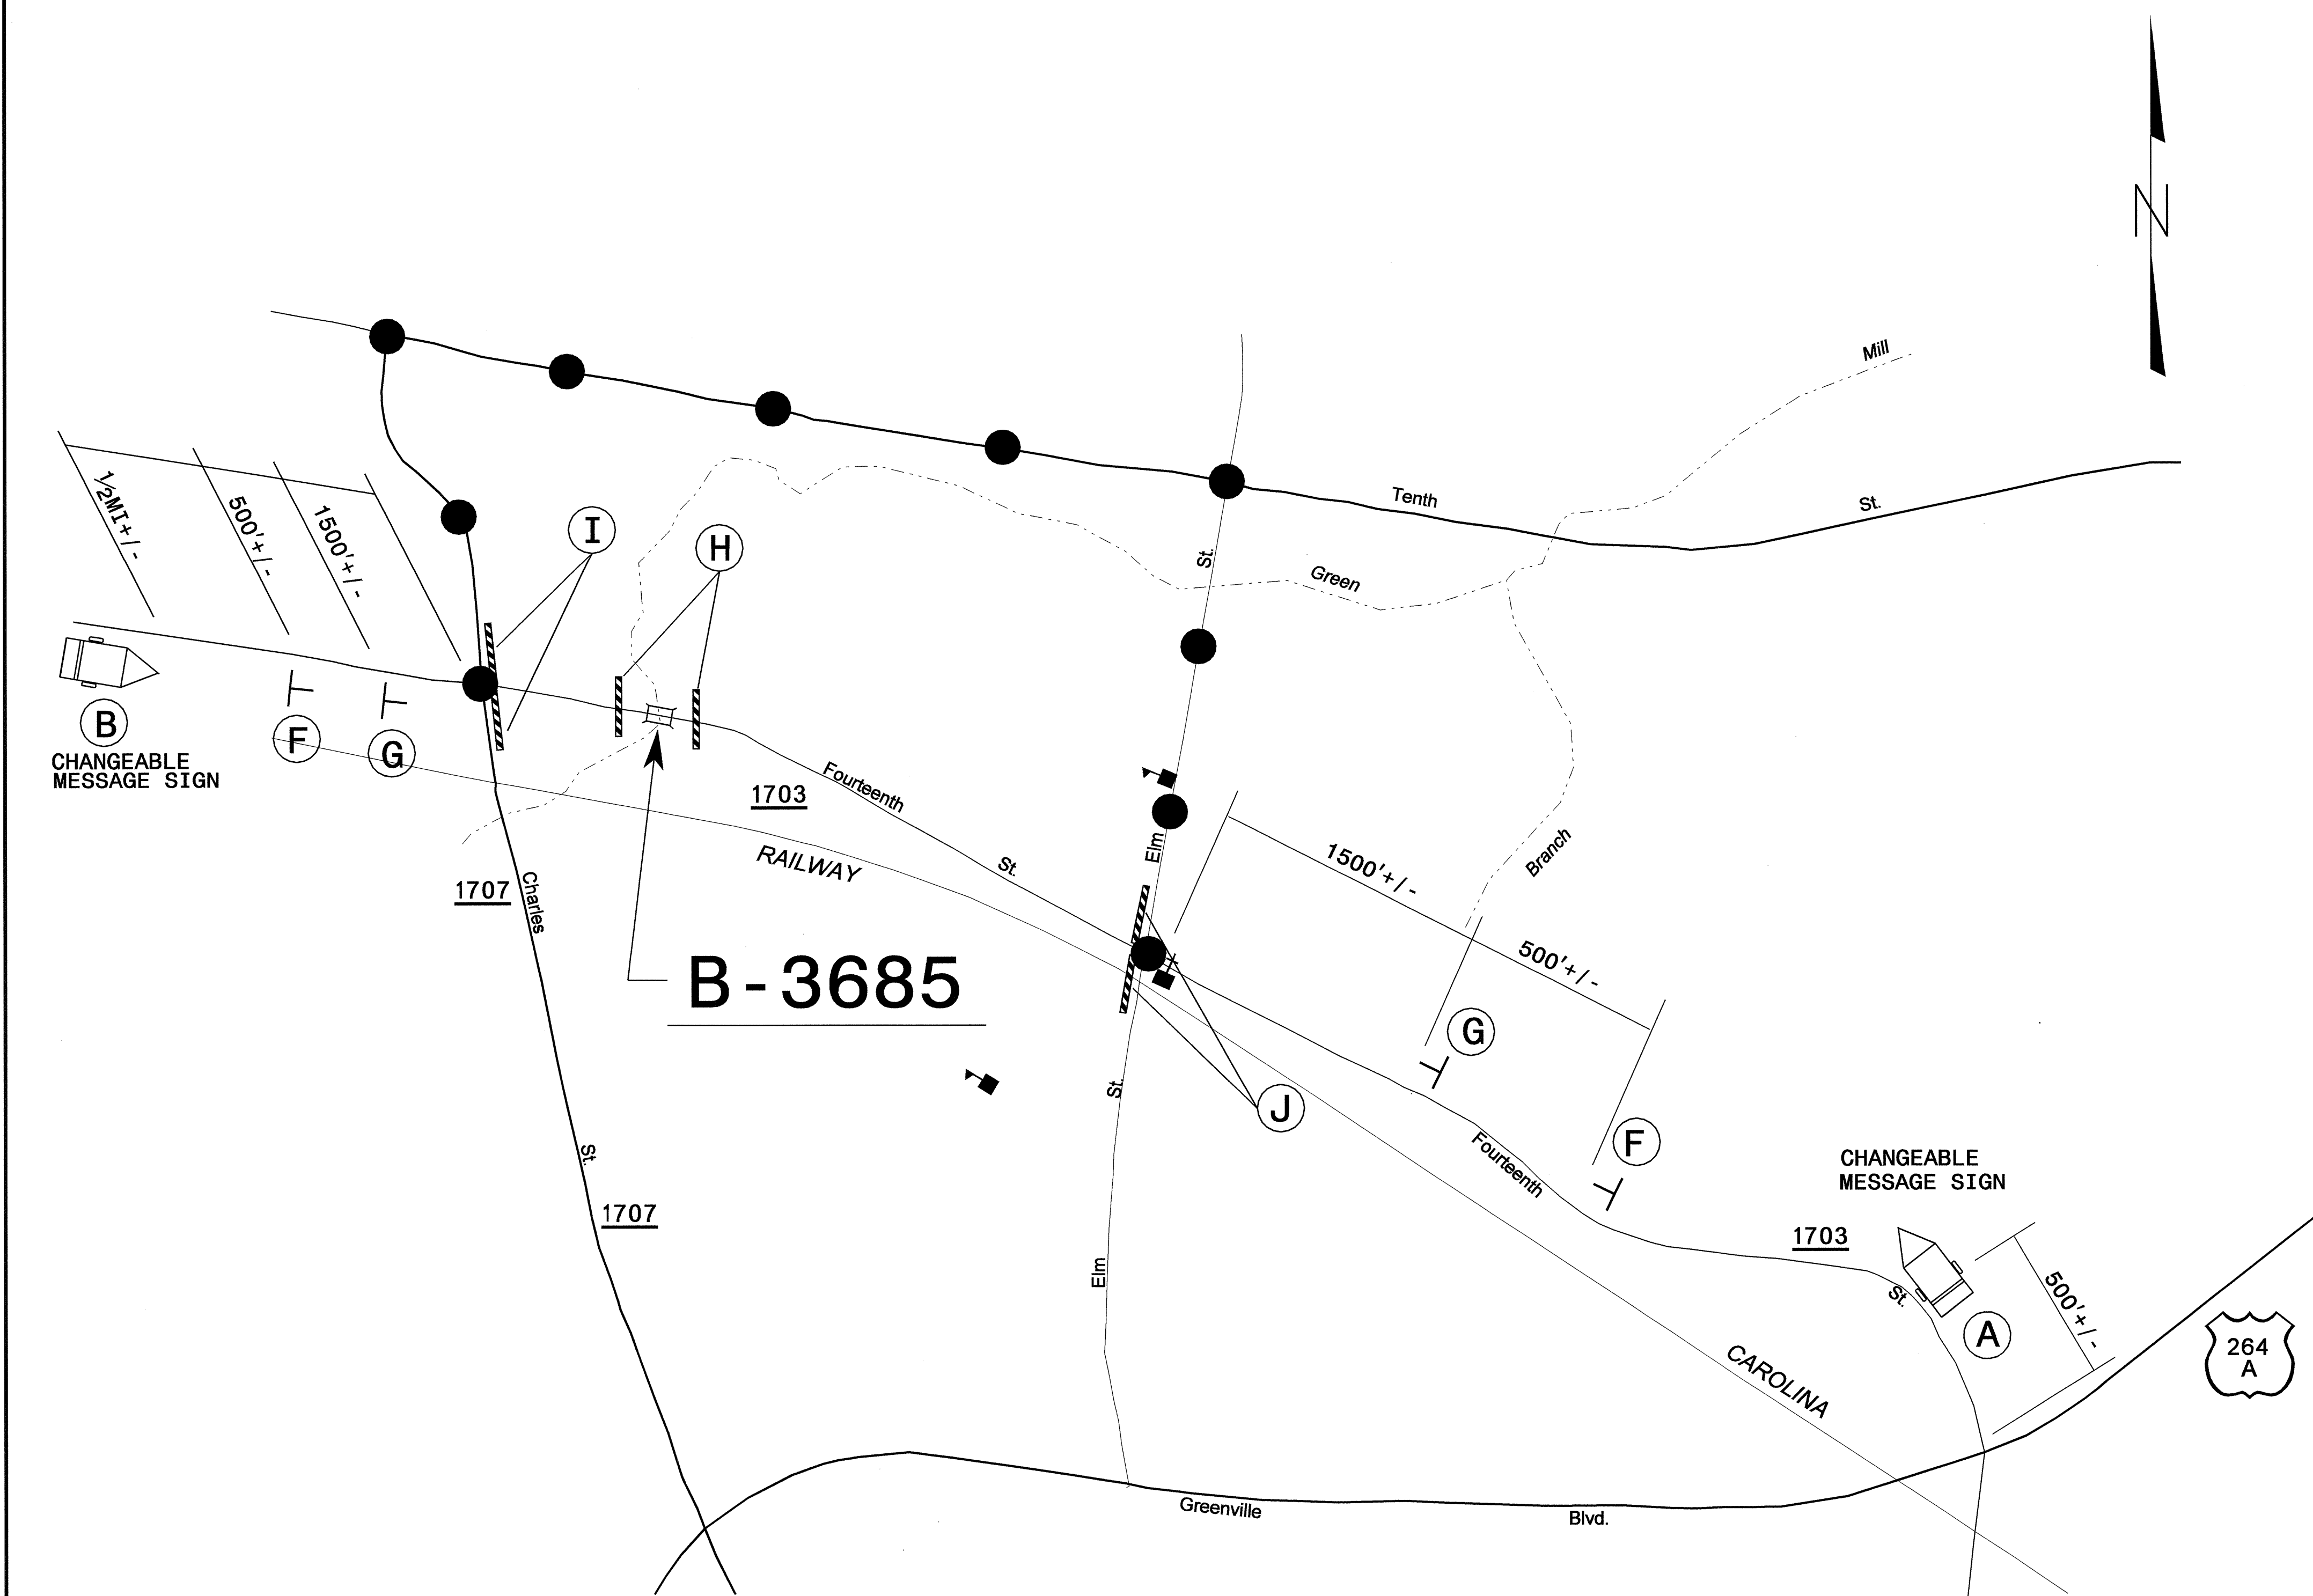 N
Mill
Tenth
St.
Green
St.
1/2MI+/-
500'+/-
1500'+/-
I
H
B
CHANGEABLE
MESSAGE SIGN
F
G
1703
Fourteenth
St.
RAILWAY
1707
Charles
Elm
1500'+/-
500'+/-
Branch
B-3685
G
St.
J
F
Fourteenth
St.
1707
Elm
CHANGEABLE
MESSAGE SIGN
1703
St.
A
500'+/-
264
A
CAROLINA
Greenville
Blvd.